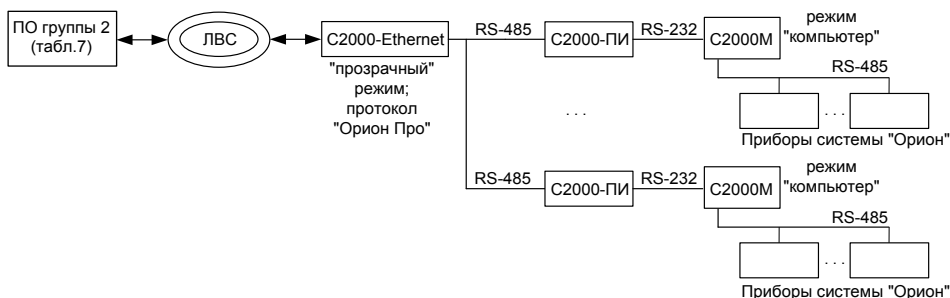 ПО группы 2
(табл.7)
ЛВС
C2000-Ethernet
"прозрачный"
режим;
протокол
"Орион Про"
RS-485
С2000-ПИ
RS-232
С2000М
режим
"компьютер"
RS-485
. . .
Приборы системы "Орион"
. . .
RS-485
С2000-ПИ
RS-232
С2000М
режим
"компьютер"
RS-485
. . .
Приборы системы "Орион"